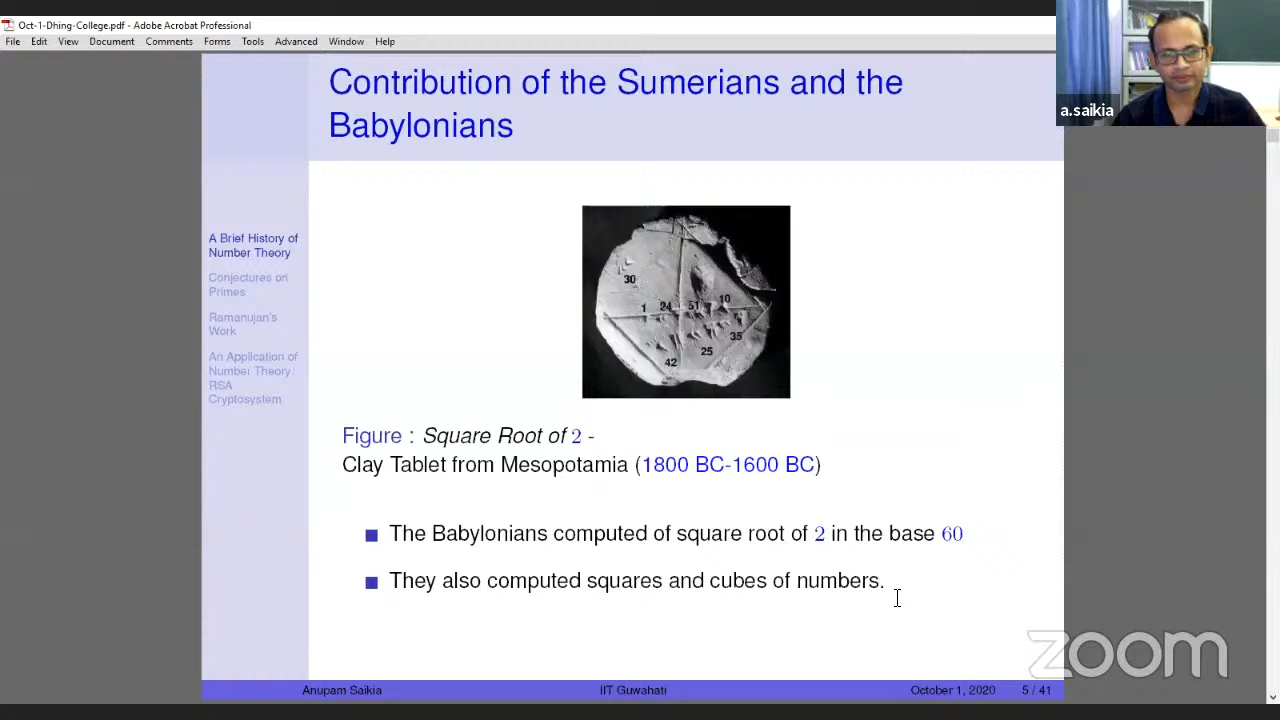 Oct-1-Dhing-College.pdf - Adobe Acrobat Professional
File Edit View Document Comments Forms Tools Advanced Window Help
a.saikia
Contribution of the Sumerians and the
Babylonians
A Brief History of
Number Theory
Conjectures on
Primes
Ramanujan's
Work
An Application of
Number Theory:
RSA
Cryptosystem
30
1 24 51 10
35
25
42
Figure : Square Root of 2 -
Clay Tablet from Mesopotamia (1800 BC-1600 BC)
The Babylonians computed of square root of 2 in the base 60
They also computed squares and cubes of numbers.
zoom
Anupam Saikia IIT Guwahati October 1, 2020 5 / 41